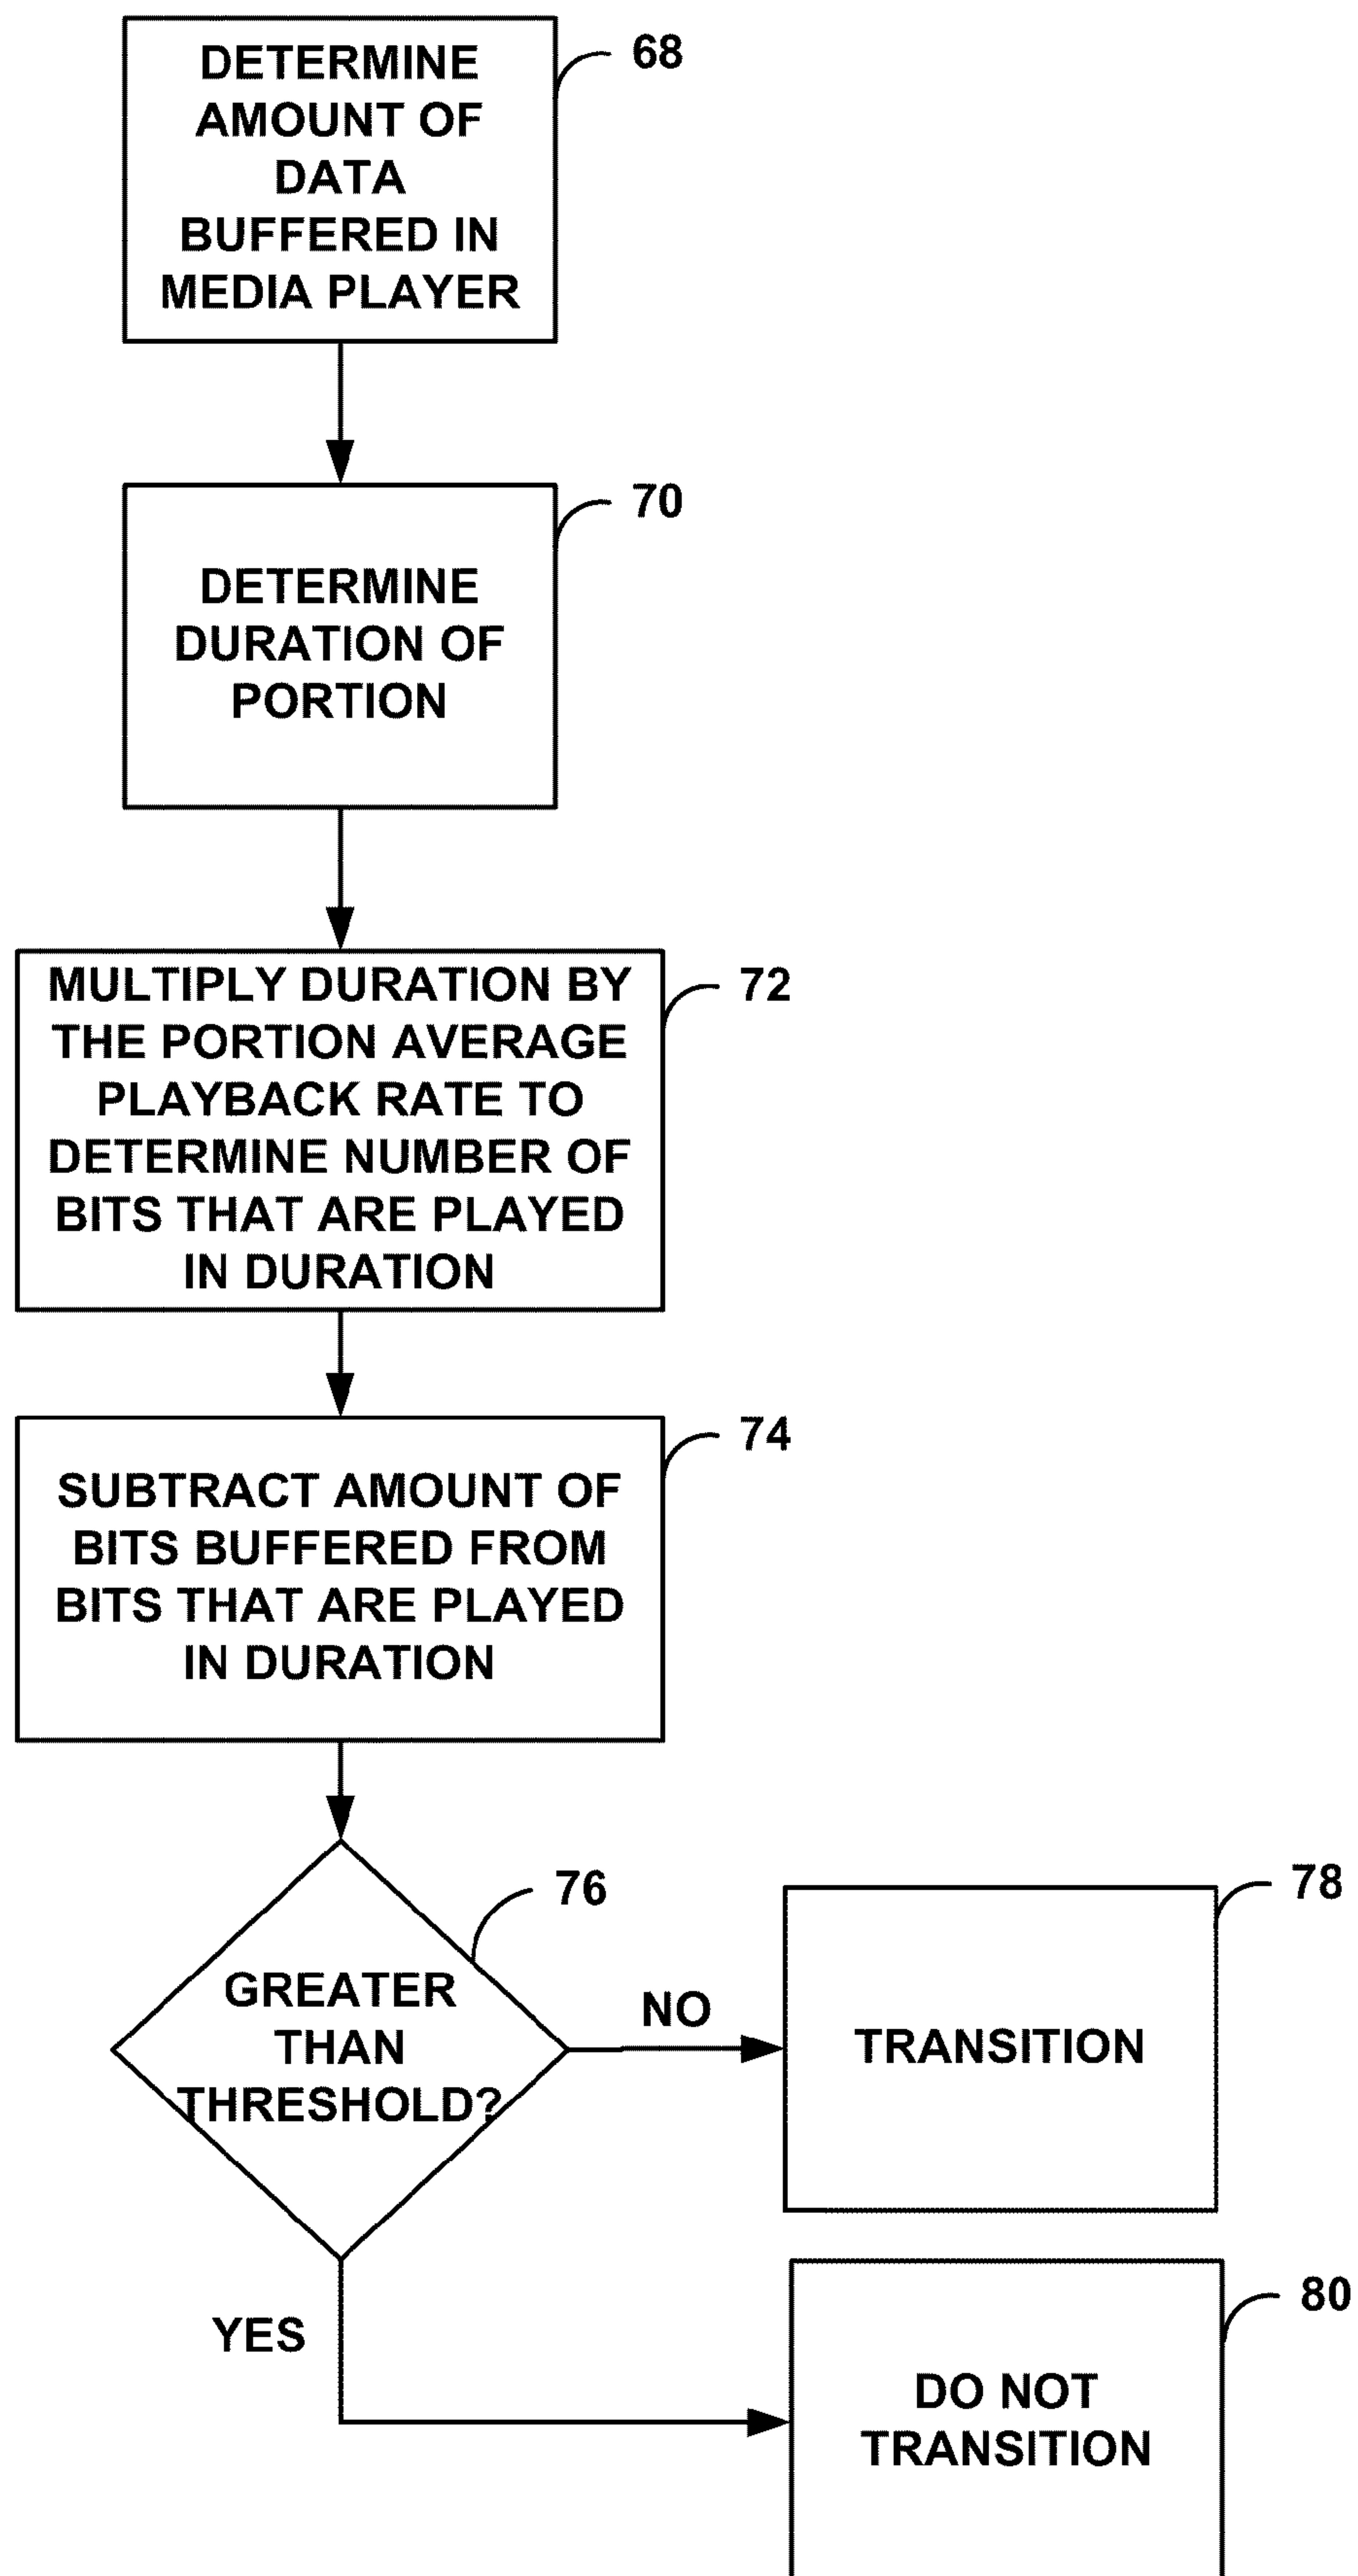 DETERMINE
AMOUNT OF
DATA
BUFFERED IN
MEDIA PLAYER
68
DETERMINE
DURATION OF
PORTION
70
MULTIPLY DURATION BY
THE PORTION AVERAGE
PLAYBACK RATE TO
DETERMINE NUMBER OF
BITS THAT ARE PLAYED
IN DURATION
72
SUBTRACT AMOUNT OF
BITS BUFFERED FROM
BITS THAT ARE PLAYED
IN DURATION
74
GREATER
THAN
THRESHOLD?
76
NO
TRANSITION
78
YES
DO NOT
TRANSITION
80